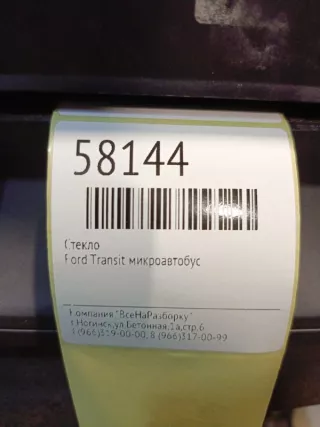 58144
Стекло
Ford Transit микроавтобус
Компания "ВсеНаРазборку"
г.Ногинск,ул.Бетонная,1а,стр.6
7(966)319-00-00, 8 (966)317-00-99